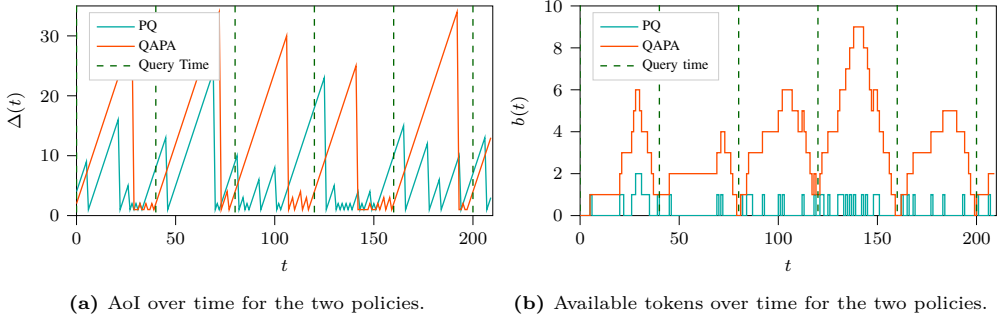 PQ
QAPA
Query Time
30
20
10
0
0
50
100
150
200
Δ(t)
t
(a) AoI over time for the two policies.
PQ
QAPA
Query time
10
8
6
4
2
0
0
50
100
150
200
b(t)
t
(b) Available tokens over time for the two policies.